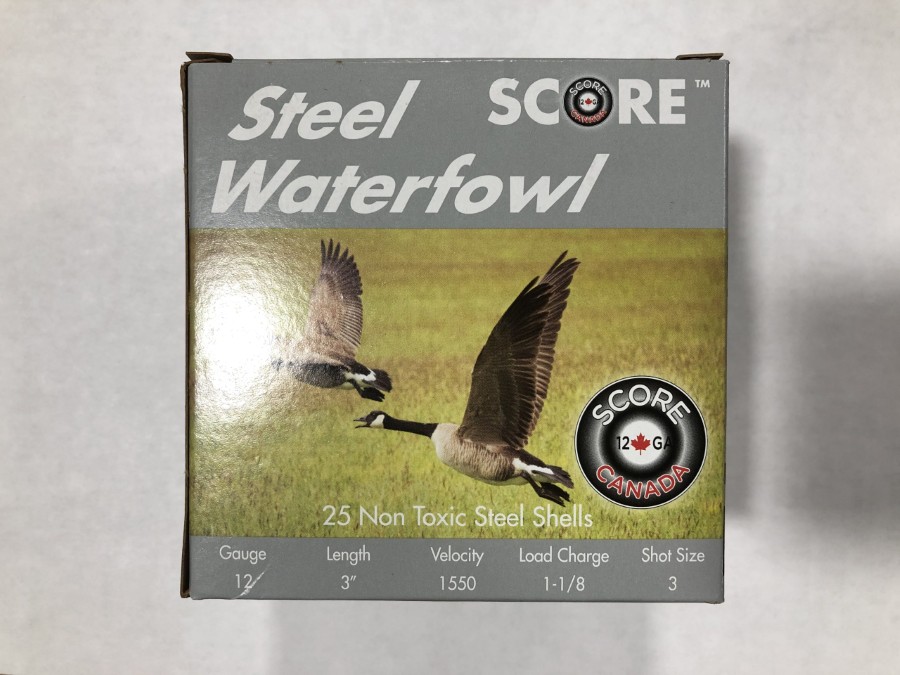 Steel
SCORE™
SCORE
12 GA
CANADA
Waterfowl
SCORE
12 GA
CANADA
25 Non Toxic Steel Shells
Gauge Length Velocity Load Charge Shot Size
12 3" 1550 1-1/8 3